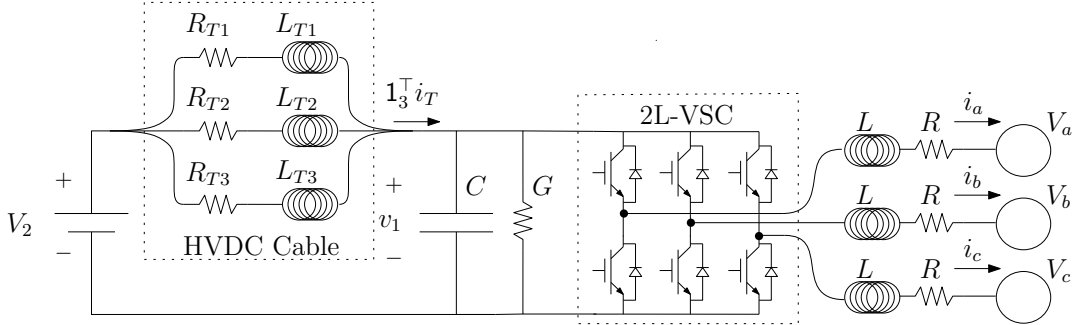 R_{T1} L_{T1}
R_{T2} L_{T2}
R_{T3} L_{T3}
HVDC Cable
1_3^⊤ i_T
+
V_2
−
+
v_1
−
C
G
2L-VSC
L R i_a V_a
L R i_b V_b
L R i_c V_c